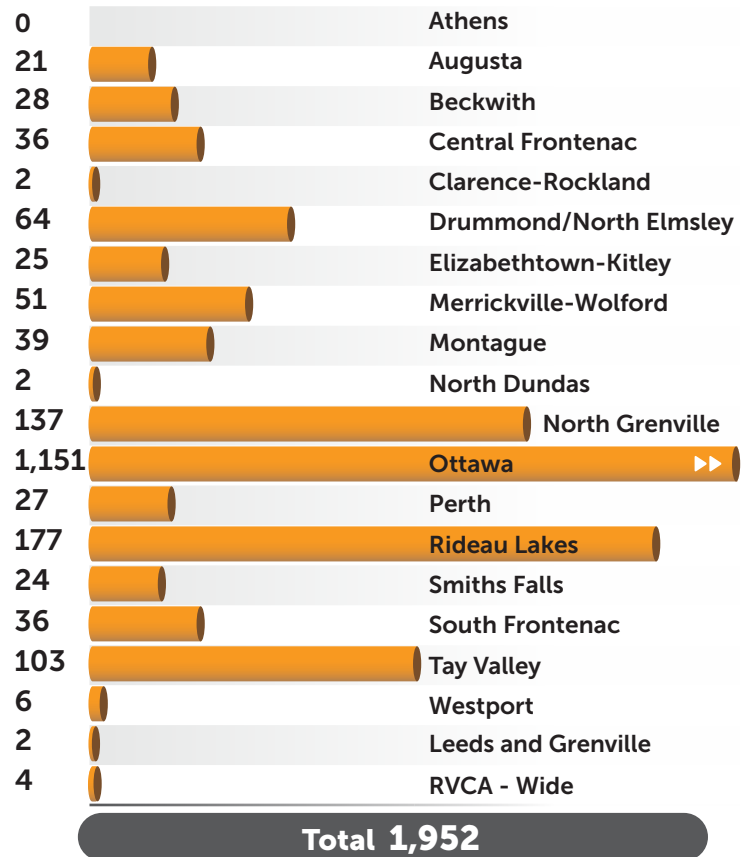 0 Athens
21 Augusta
28 Beckwith
36 Central Frontenac
2 Clarence-Rockland
64 Drummond/North Elmsley
25 Elizabethtown-Kitley
51 Merrickville-Wolford
39 Montague
2 North Dundas
137 North Grenville
1,151 Ottawa
27 Perth
177 Rideau Lakes
24 Smiths Falls
36 South Frontenac
103 Tay Valley
6 Westport
2 Leeds and Grenville
4 RVCA - Wide
Total 1,952